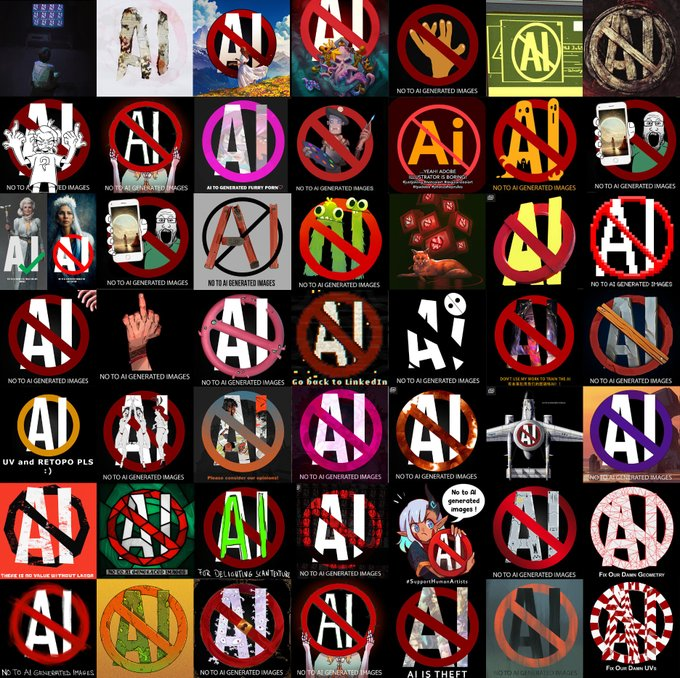 AI
AI
AI
NO TO AI GENERATED IMAGES
AI
AI
NO TO AI ED IMAGES
AI
NO TO AI GENERATED IMAGES
AI
AI TO GENERATED FURRY PORN
NO TO AI GENERATED IMAGES
Ai
...YEAH! ADOBE
ILLUSTRATOR IS BORING!
AI
NO TO AI GENERATED IMAGES
NO TO AI GENERATED IMAGES
AI
AI
NO TO AI GENERATED IMAGES
AI
NO TO AI GENERATED IMAGES
AI
NO TO AI GENERATED IMAGES
AI
AI
NO TO AI GENERATED IMAGES
AI
NO TO AI GENERATED IMAGES
NO TO AI GENERATED IMAGES
AI
NO TO AI GENERATED IMAGES
AI
Go back to LinkedIn
AI
NO TO AI GENERATED IMAGES
AI
DON'T USE MY WORK TO TRAIN THE AI
AI
NO TO AI GENERATED IMAGES
AI
UV and RETOPO PLS
:)
AI
NO TO AI GENERATED IMAGES
AI
Please consider our opinions!
AI
NO TO AI GENERATED IMAGES
AI
NO TO AI GENERATED IMAGES
AI
AI
NO TO AI GENERATED IMAGES
AI
THERE IS NO VALUE WITHOUT LABOR
AI
NO TO AI GENERATED IMAGES
AI
FOR DELIGHTING SCAN TEXTURE
AI
NO TO AI GENERATED IMAGES
No to AI
generated
images !
AI
#SupportHumanArtists
AI
NO TO AI GENERATED IMAGES
AI
FIX OUR DAMN GEOMETRY
AI
NO TO AI GENERATED IMAGES
AI
AI
NO TO AI GENERATED IMAGES
AI
NO TO AI GENERATED IMAGES
AI
AI IS THEFT
AI
NO TO AI GENERATED IMAGES
AI
FIX OUR DAMN UVS